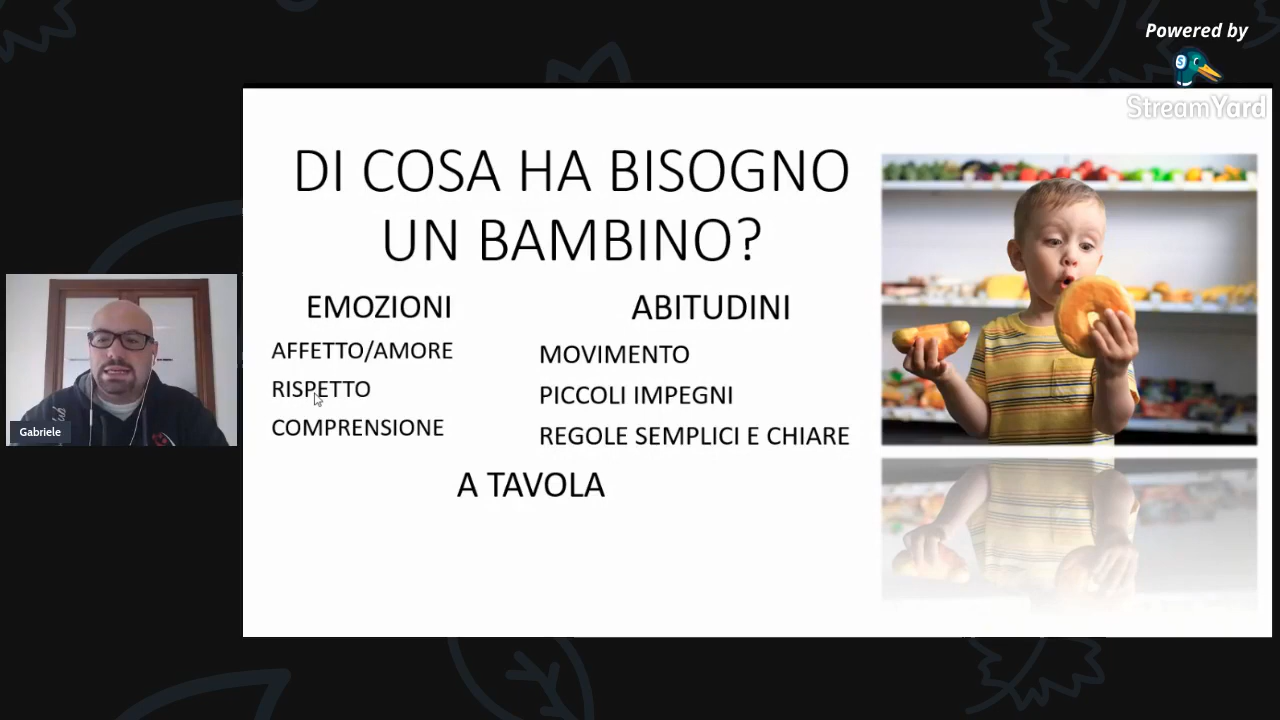 Powered by
StreamYard
DI COSA HA BISOGNO
UN BAMBINO?
EMOZIONI
AFFETTO/AMORE
RISPETTO
COMPRENSIONE
ABITUDINI
MOVIMENTO
PICCOLI IMPEGNI
REGOLE SEMPLICI E CHIARE
A TAVOLA
Gabriele